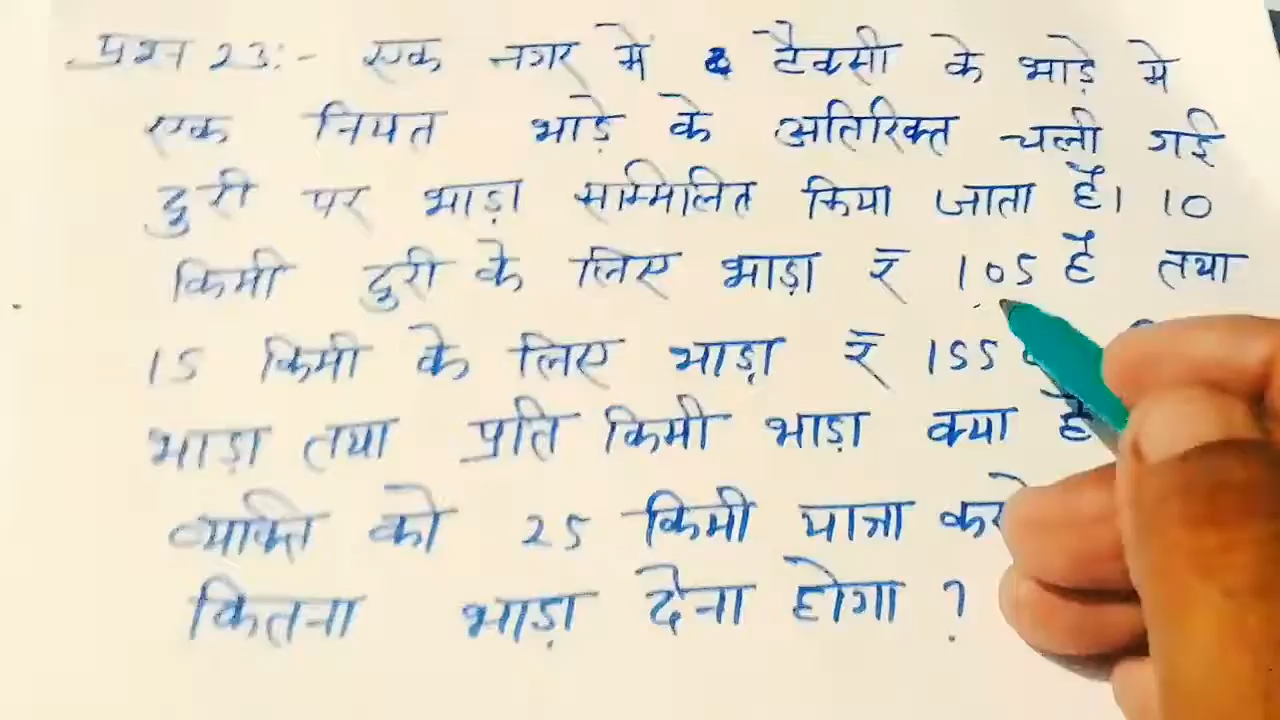 प्रश्न 23:- एक नगर में टैक्सी के भाड़े मे
एक नियत भाड़े के अतिरिक्त चली गई
दुरी पर भाड़ा सम्मिलित किया जाता है। 10
किमी दुरी के लिए भाड़ा ₹ 105 है तथा
15 किमी के लिए भाड़ा ₹ 155
भाड़ा तथा प्रति किमी भाड़ा क्या है
व्यक्ति को 25 किमी यात्रा
कितना भाड़ा देना होगा ?